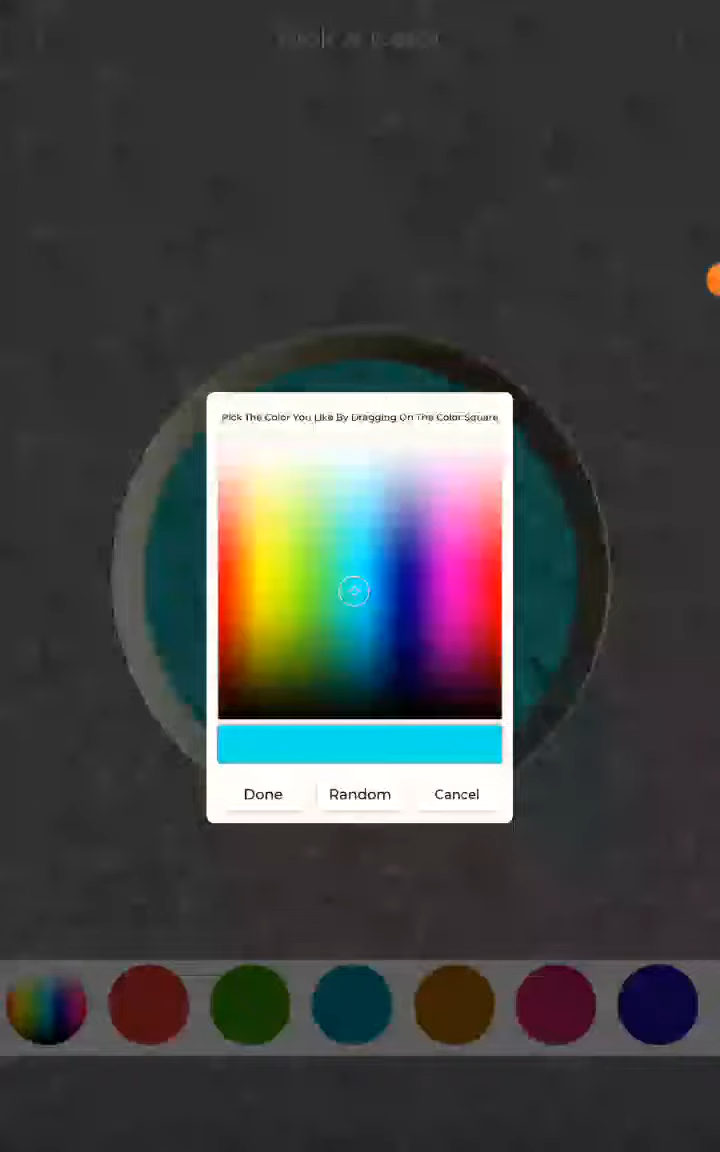 Pick The Color You Like By Dragging On The Color Square
Done
Random
Cancel